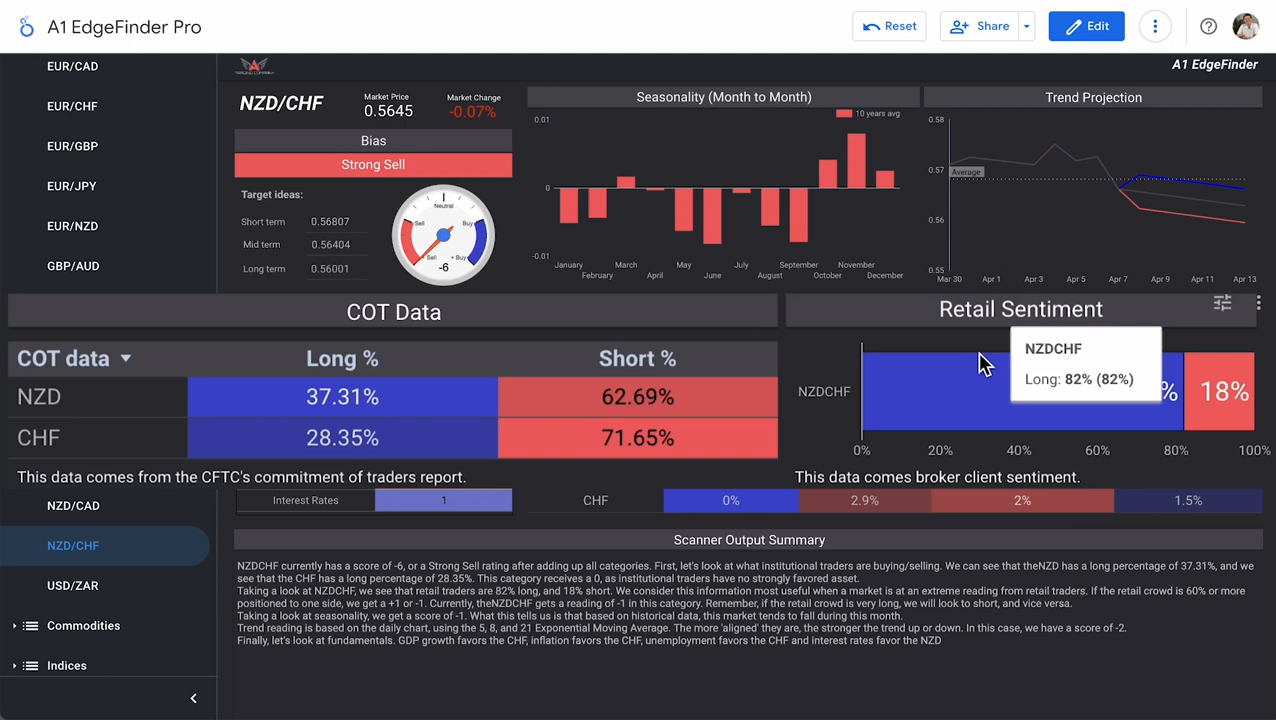 A1 EdgeFinder Pro
Reset
Share
Edit
EUR/CAD
EUR/CHF
EUR/GBP
EUR/JPY
EUR/NZD
GBP/AUD
NZD/CAD
NZD/CHF
USD/ZAR
Commodities
Indices
A1 EdgeFinder
NZD/CHF
Market Price
0.5645
Market Change
-0.07%
Bias
Strong Sell
Target ideas:
Short term 0.56807
Mid term 0.56404
Long term 0.56001
Neutral
Sell
Buy
- Sell
+ Buy
-6
Seasonality (Month to Month)
10 years avg
0.01
0
-0.01
January
February
March
April
May
June
July
August
September
October
November
December
Trend Projection
0.58
0.57
0.56
0.55
Average
Mar 30 Apr 1 Apr 3 Apr 5 Apr 7 Apr 9 Apr 11 Apr 13
COT Data
COT data Long % Short %
NZD 37.31% 62.69%
CHF 28.35% 71.65%
This data comes from the CFTC's commitment of traders report.
Retail Sentiment
NZDCHF
Long: 82% (82%)
NZDCHF
% 18%
0% 20% 40% 60% 80% 100%
This data comes broker client sentiment.
Interest Rates 1
CHF 0% 2.9% 2% 1.5%
Scanner Output Summary
NZDCHF currently has a score of -6, or a Strong Sell rating after adding up all categories. First, let's look at what institutional traders are buying/selling. We can see that theNZD has a long percentage of 37.31%, and we
see that the CHF has a long percentage of 28.35%. This category receives a 0, as institutional traders have no strongly favored asset.
Taking a look at NZDCHF, we see that retail traders are 82% long, and 18% short. We consider this information most useful when a market is at an extreme reading from retail traders. If the retail crowd is 60% or more
positioned to one side, we get a +1 or -1. Currently, theNZDCHF gets a reading of -1 in this category. Remember, if the retail crowd is very long, we will look to short, and vice versa.
Taking a look at seasonality, we get a score of -1. What this tells us is that based on historical data, this market tends to fall during this month.
Trend reading is based on the daily chart, using the 5, 8, and 21 Exponential Moving Average. The more 'aligned' they are, the stronger the trend up or down. In this case, we have a score of -2.
Finally, let's look at fundamentals. GDP growth favors the CHF, inflation favors the CHF, unemployment favors the CHF and interest rates favor the NZD